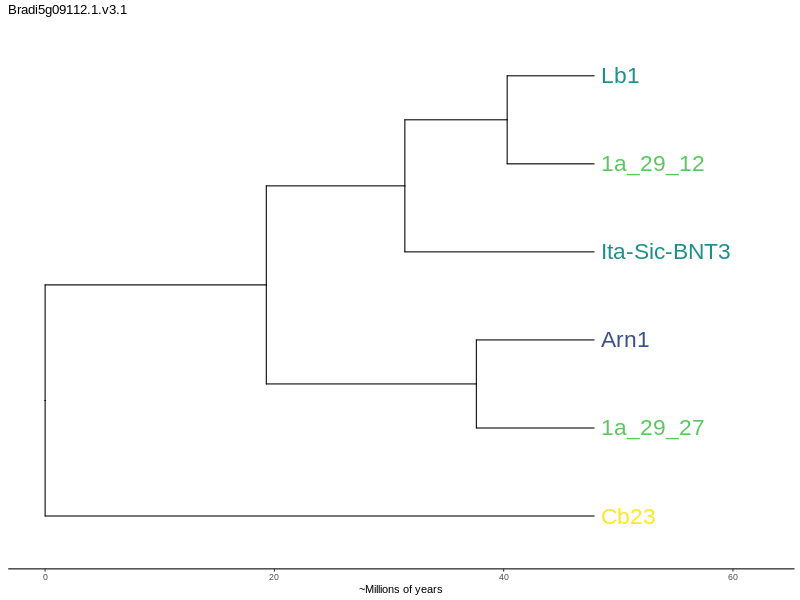 Bradi5g09112.1.v3.1
Lb1
1a_29_12
Ita-Sic-BNT3
Arn1
1a_29_27
Cb23
0 20 40 60
~Millions of years